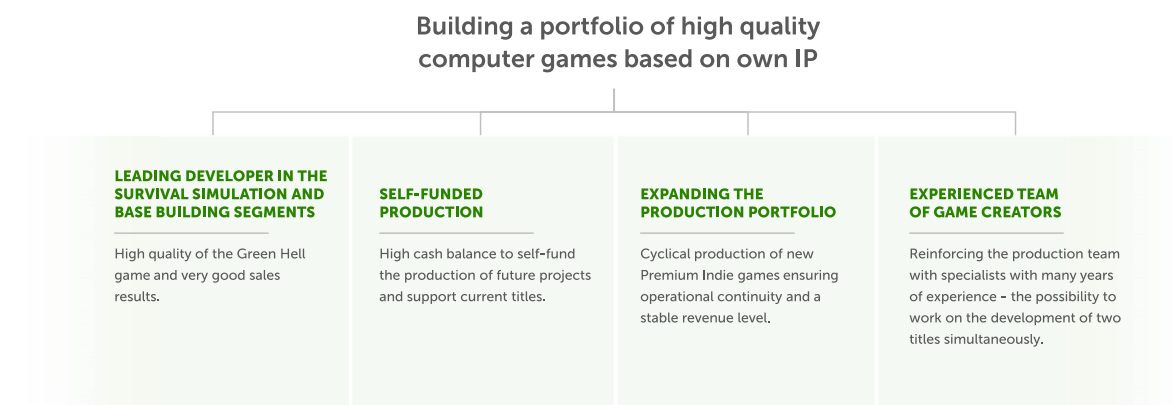 Building a portfolio of high quality
computer games based on own IP
LEADING DEVELOPER IN THE
SURVIVAL SIMULATION AND
BASE BUILDING SEGMENTS
High quality of the Green Hell
game and very good sales
results.
SELF-FUNDED
PRODUCTION
High cash balance to self-fund
the production of future projects
and support current titles.
EXPANDING THE
PRODUCTION PORTFOLIO
Cyclical production of new
Premium Indie games ensuring
operational continuity and a
stable revenue level.
EXPERIENCED TEAM
OF GAME CREATORS
Reinforcing the production team
with specialists with many years
of experience - the possibility to
work on the development of two
titles simultaneously.